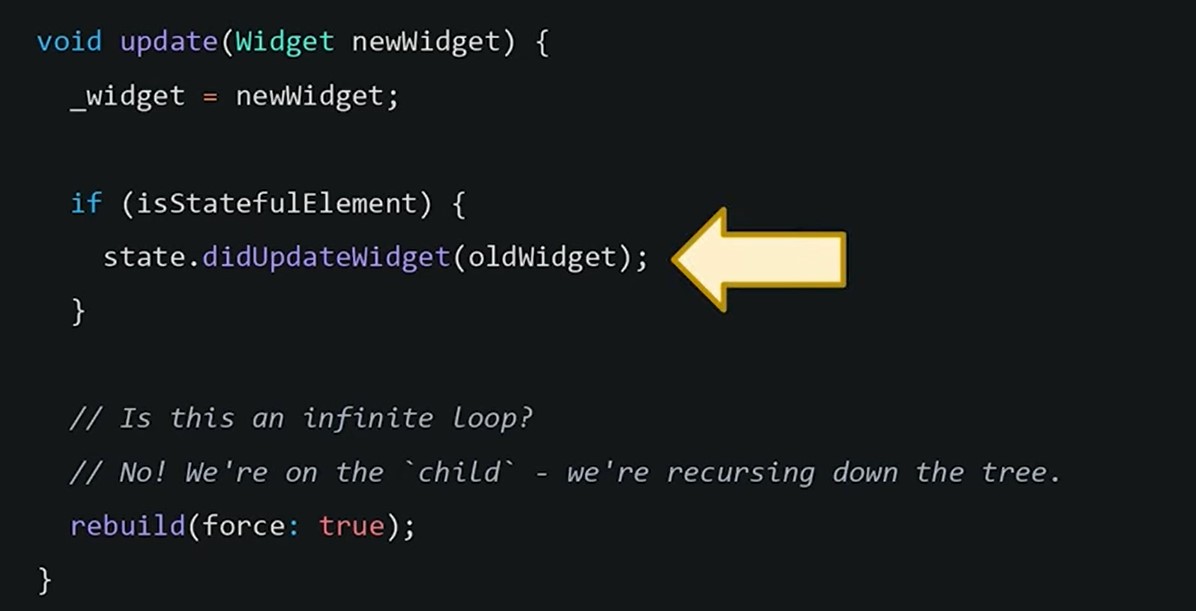 void update(Widget newWidget) {
_widget = newWidget;
if (isStatefulElement) {
state.didUpdateWidget(oldWidget);
}
// Is this an infinite loop?
// No! We're on the `child` - we're recursing down the tree.
rebuild(force: true);
}